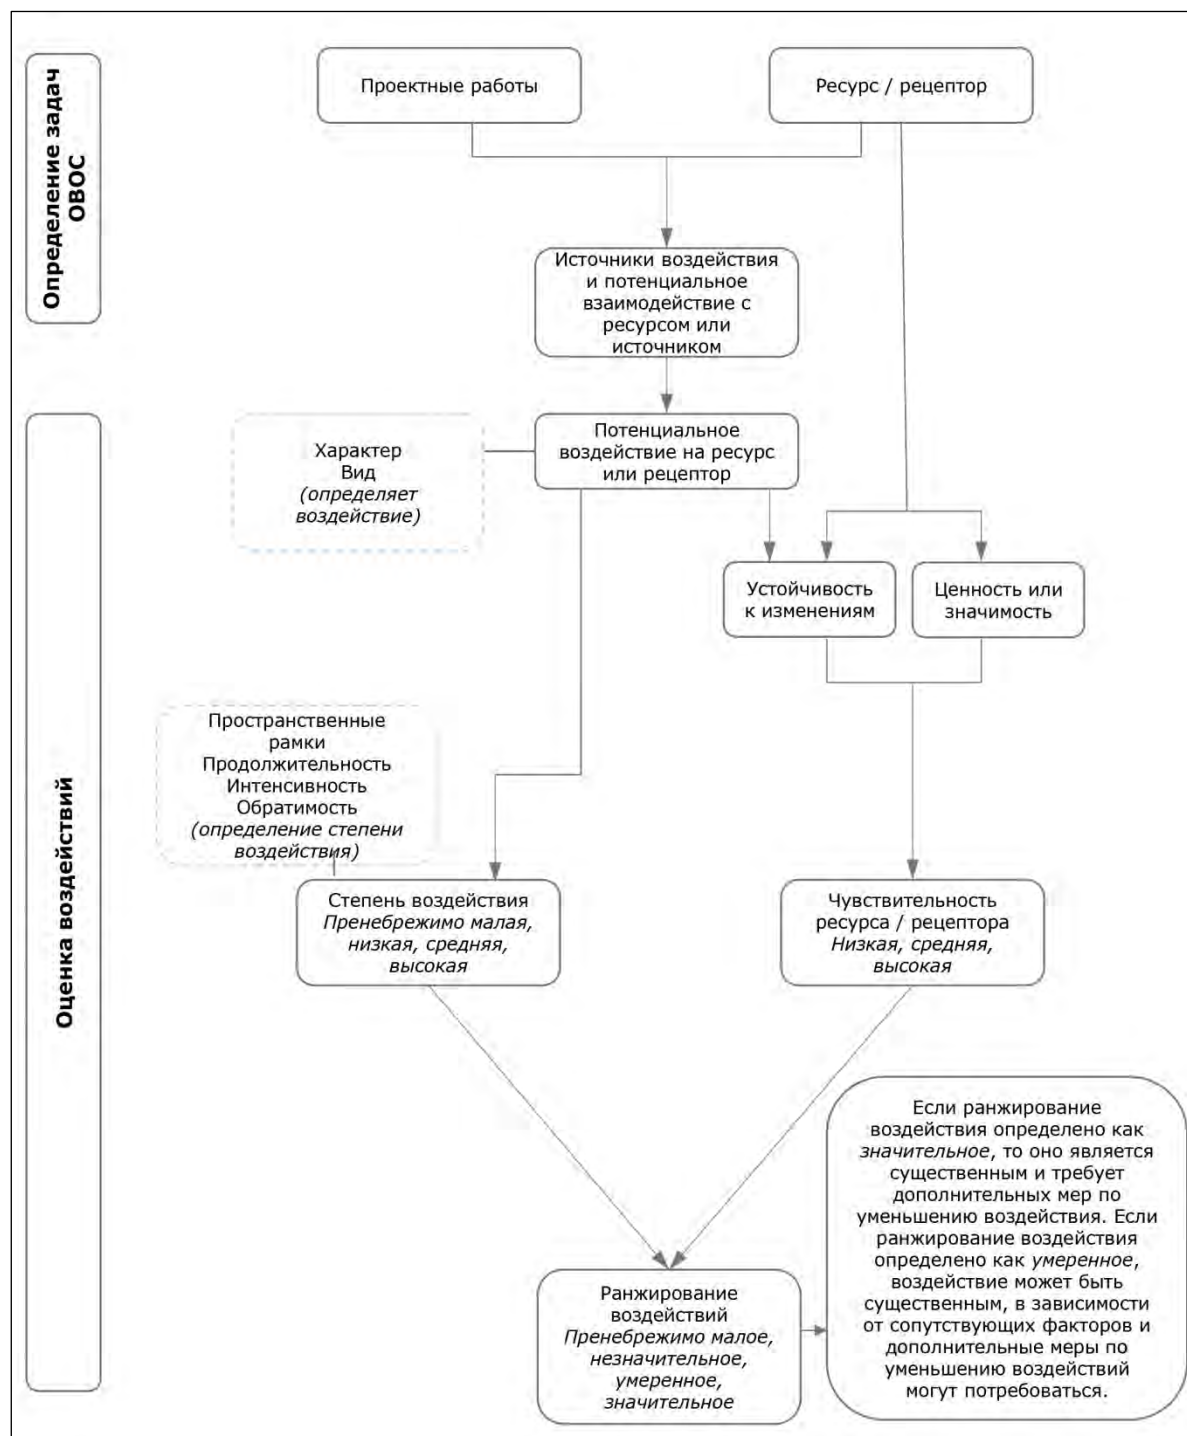 Определение задач
ОВОС
Проектные работы
Ресурс / рецептор
Источники воздействия
и потенциальное
взаимодействие с
ресурсом или
источником
Оценка воздействий
Характер
Вид
(определяет
воздействие)
Потенциальное
воздействие на ресурс
или рецептор
Устойчивость
к изменениям
Ценность или
значимость
Пространственные
рамки
Продолжительность
Интенсивность
Обратимость
(определение степени
воздействия)
Степень воздействия
Пренебрежимо малая,
низкая, средняя,
высокая
Чувствительность
ресурса / рецептора
Низкая, средняя,
высокая
Ранжирование
воздействий
Пренебрежимо малое,
незначительное,
умеренное,
значительное
Если ранжирование
воздействия определено как
значительное, то оно является
существенным и требует
дополнительных мер по
уменьшению воздействия. Если
ранжирование воздействия
определено как умеренное,
воздействие может быть
существенным, в зависимости
от сопутствующих факторов и
дополнительные меры по
уменьшению воздействий
могут потребоваться.